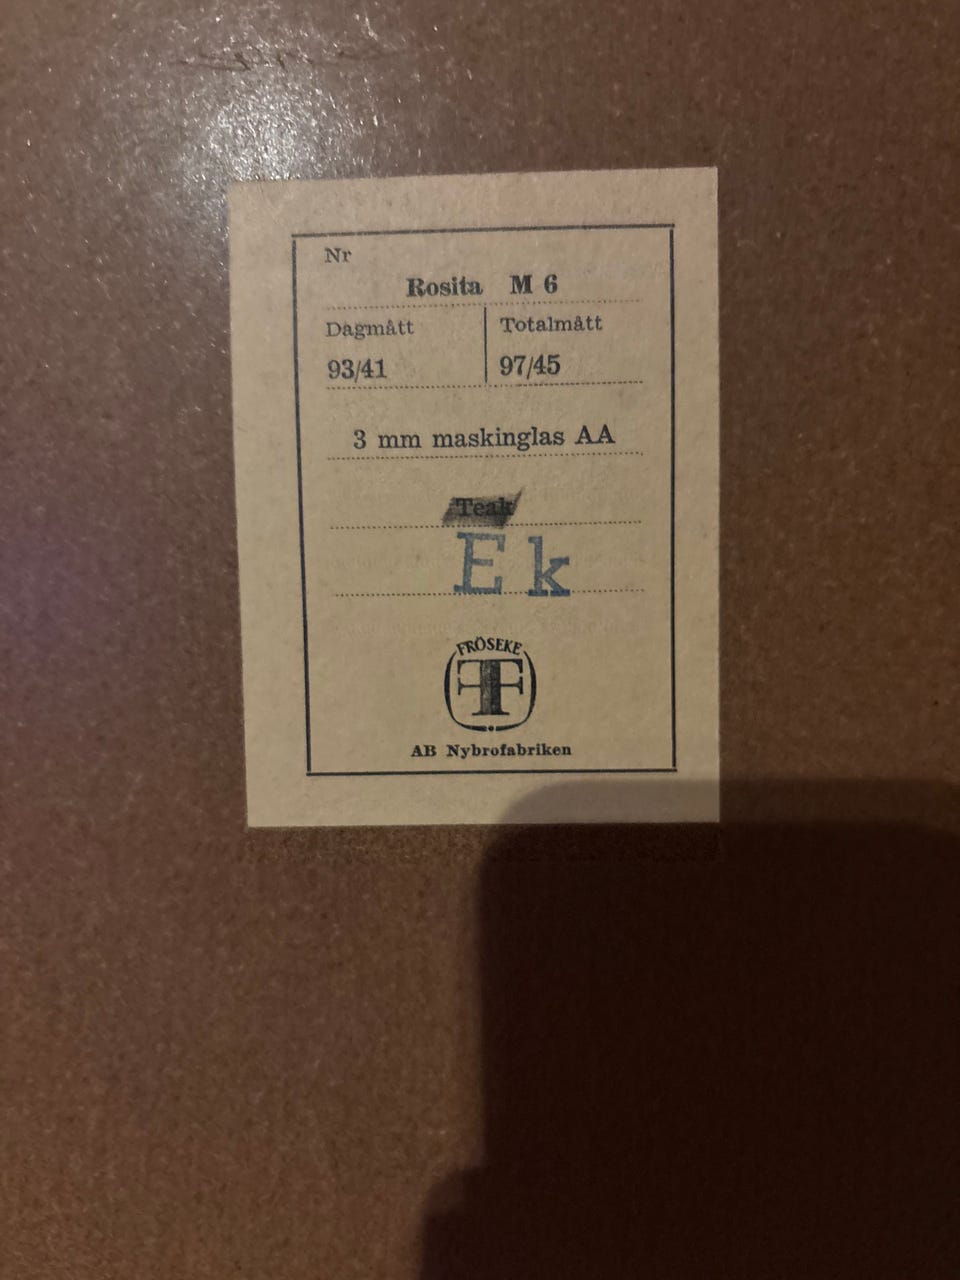 Nr
Rosita M 6
Dagmått Totalmått
93/41 97/45
3 mm maskinglas AA
Teak
Ek
FRÖSEKE
F
AB Nybrofabriken